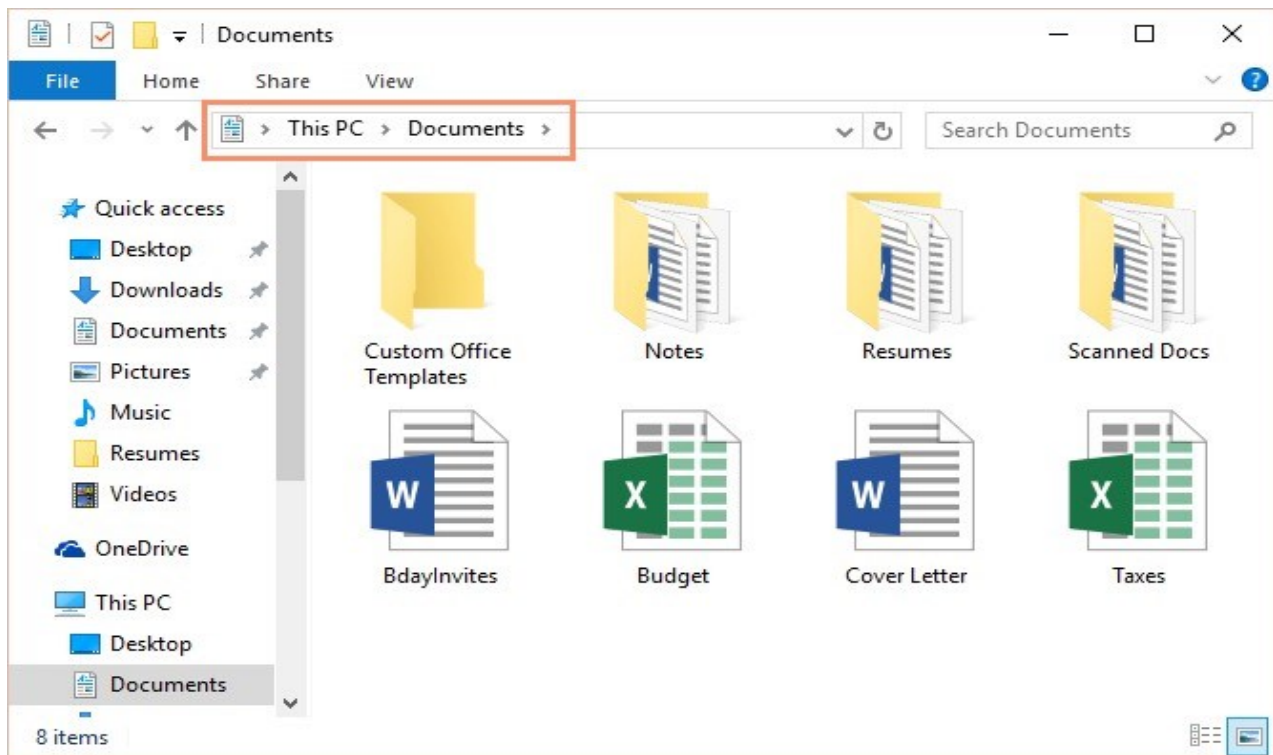 Documents
File Home Share View
> This PC > Documents >
Search Documents
Quick access
Desktop
Downloads
Documents
Pictures
Music
Resumes
Videos
OneDrive
This PC
Desktop
Documents
Custom Office
Templates
Notes
Resumes
Scanned Docs
W BdayInvites
X Budget
W Cover Letter
X Taxes
8 items